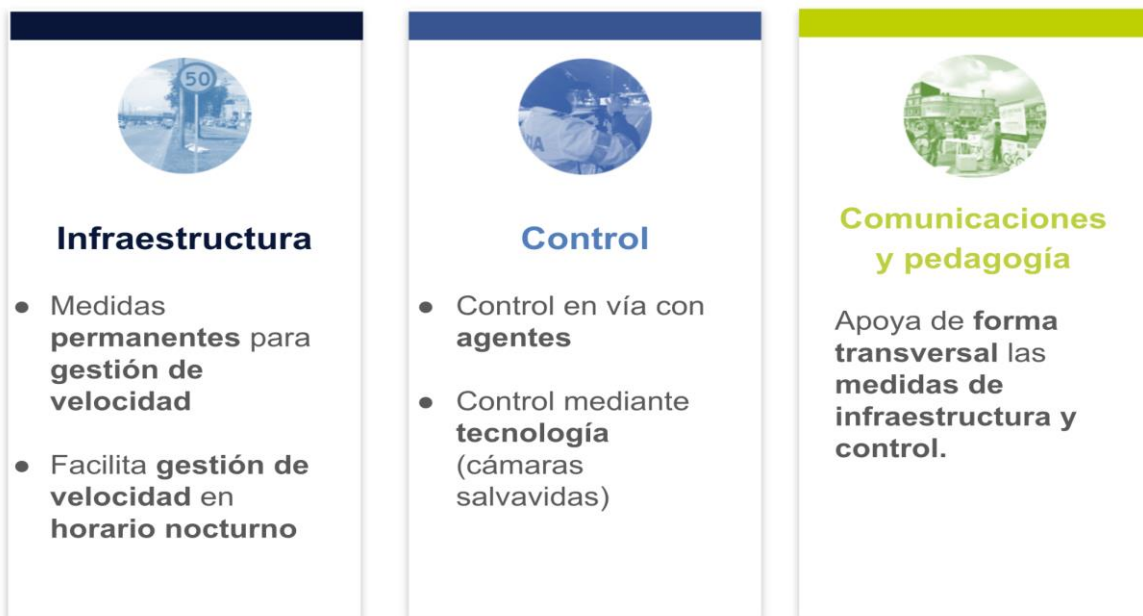 50
Infraestructura
● Medidas
permanentes para
gestión de
velocidad
● Facilita gestión de
velocidad en
horario nocturno
Control
● Control en vía con
agentes
● Control mediante
tecnología
(cámaras
salvavidas)
Comunicaciones
y pedagogía
Apoya de forma
transversal las
medidas de
infraestructura y
control.